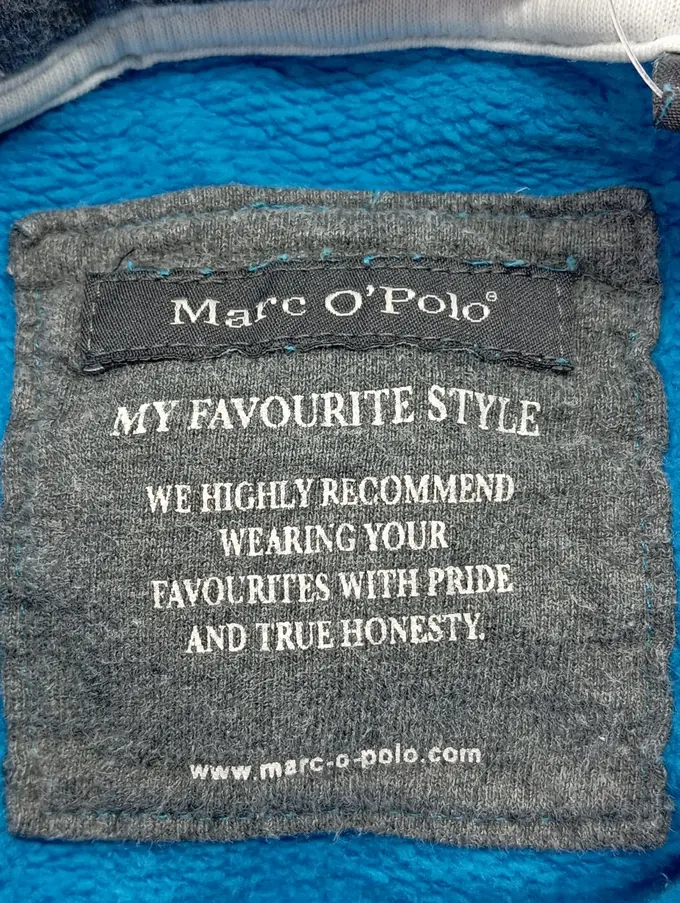 Marc O'Polo®
MY FAVOURITE STYLE
WE HIGHLY RECOMMEND
WEARING YOUR
FAVOURITES WITH PRIDE
AND TRUE HONESTY.
www.marc-o-polo.com